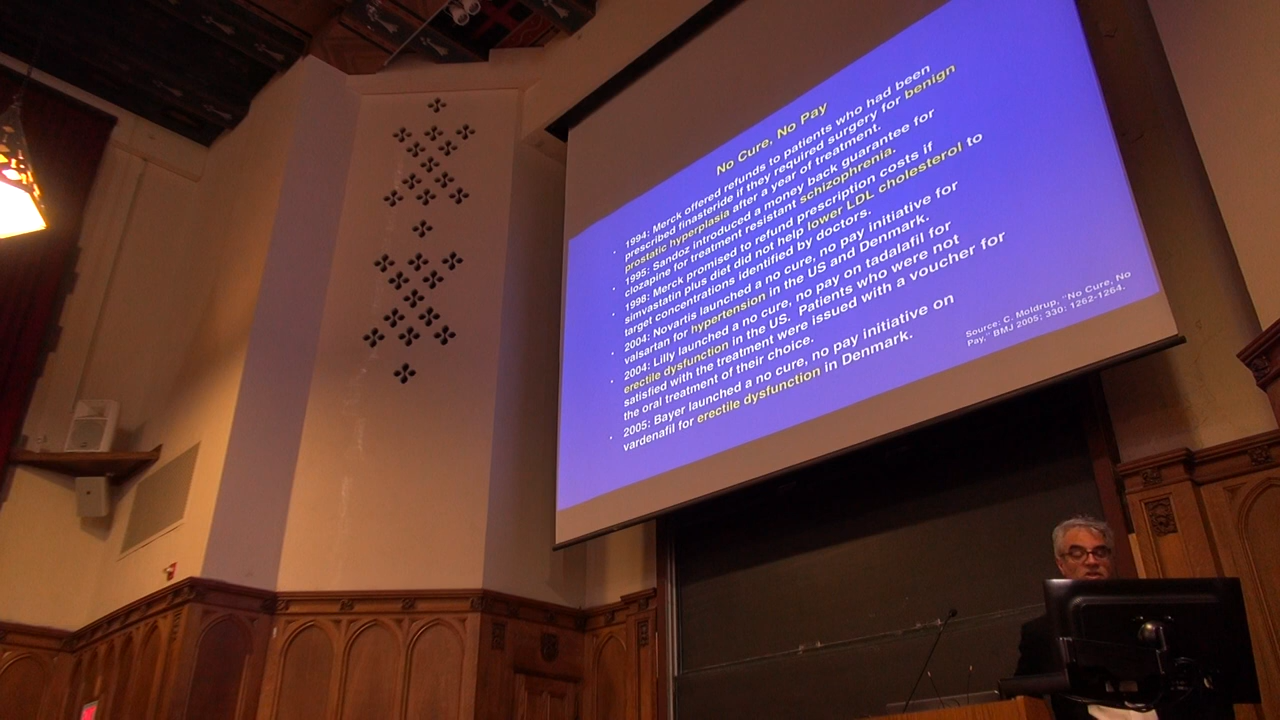 No Cure, No Pay
• 1994: Merck offered refunds to patients who had been
prescribed finasteride if they required surgery for benign
prostatic hyperplasia after a year of treatment.
• 1995: Sandoz introduced a money back guarantee for
clozapine for treatment resistant schizophrenia.
• 1998: Merck promised to refund prescription costs if
simvastatin plus diet did not help lower LDL cholesterol to
target concentrations identified by doctors.
• 2004: Novartis launched a no cure, no pay initiative for
valsartan for hypertension in the US and Denmark.
• 2004: Lilly launched a no cure, no pay on tadalafil for
erectile dysfunction in the US. Patients who were not
satisfied with the treatment were issued with a voucher for
the oral treatment of their choice.
• 2005: Bayer launched a no cure, no pay initiative on
vardenafil for erectile dysfunction in Denmark.
Source: C. Moldrup, "No Cure, No
Pay," BMJ 2005; 330: 1262-1264.